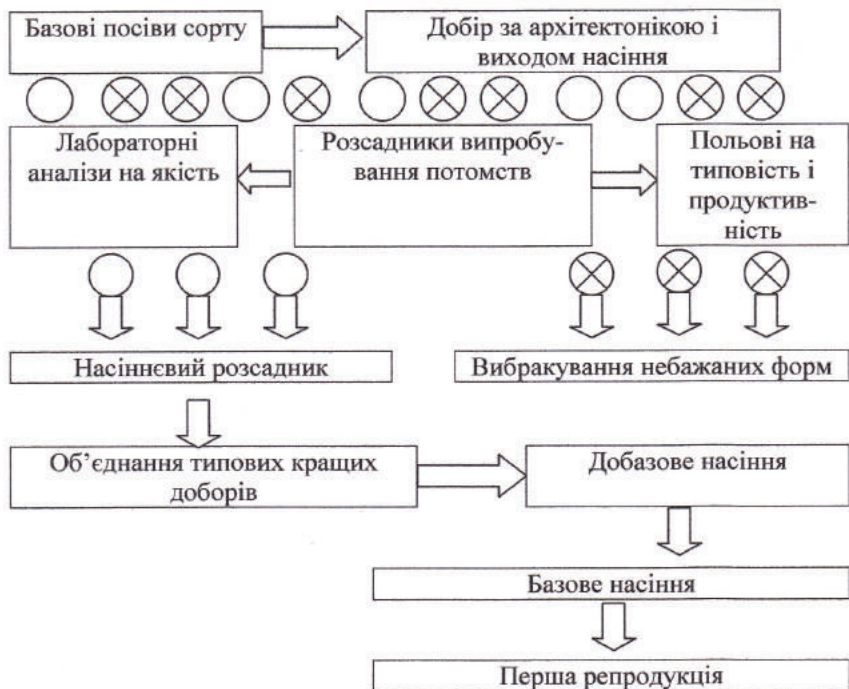 Базові посіви сорту
Добір за архітектонікою і
виходом насіння
Лабораторні
аналізи на якість
Розсадники випробу-
вання потомств
Польові на
типовість і
продуктив-
ність
Насіннєвий розсадник
Вибракування небажаних форм
Об’єднання типових кращих
доборів
Добазове насіння
Базове насіння
Перша репродукція